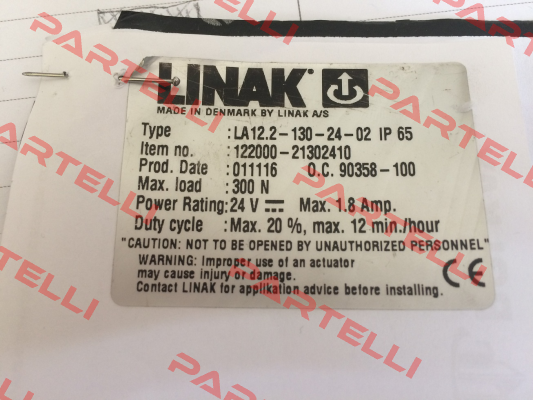 LINAK
MADE IN DENMARK BY LINAK A/S
Type :LA12.2-130-24-02 IP 65
Item no. :122000-21302410
Prod. Date :011116 O.C. 90358-100
Max. load :300 N
Power Rating:24 V ⎓ Max. 1.8 Amp.
Duty cycle :Max. 20 %, max. 12 min./hour
"CAUTION: NOT TO BE OPENED BY UNAUTHORIZED PERSONNEL"
WARNING: Improper use of an actuator
may cause injury or damage.
Contact LINAK for applikation advice before installing.
CE
PARTELLI
PARTELLI
PARTELLI
PARTELLI
PARTELLI
PARTELLI